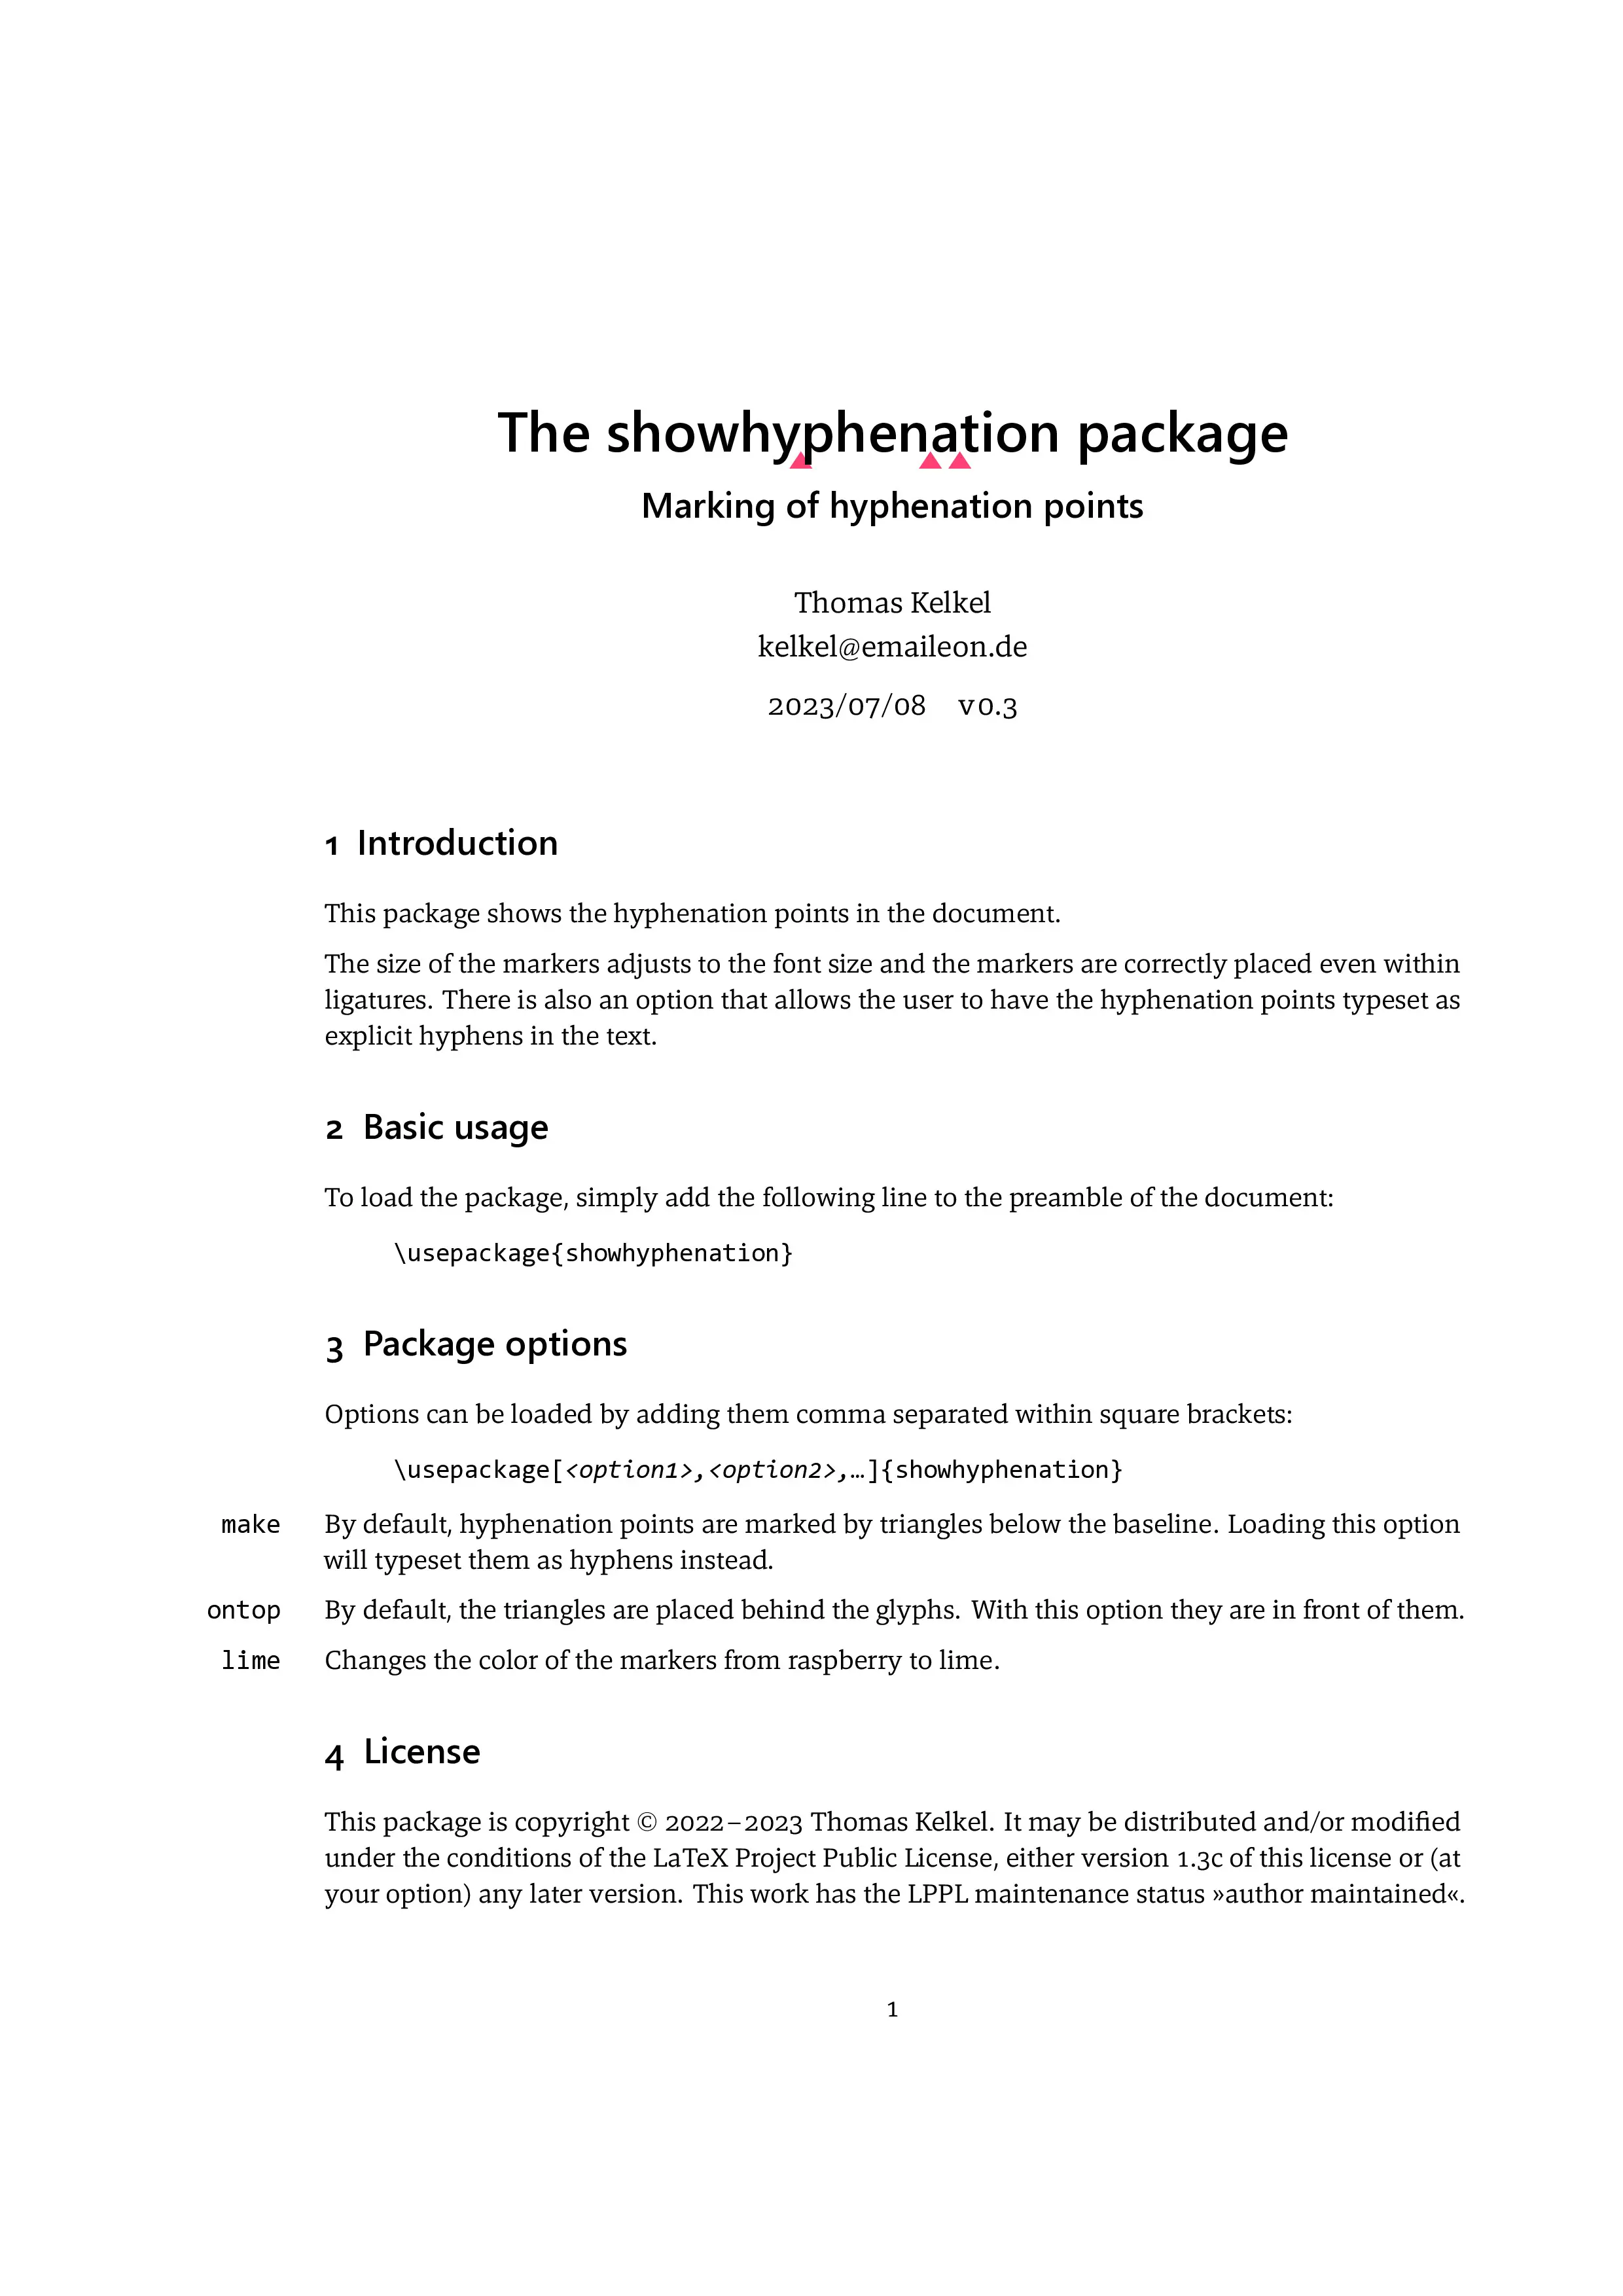 The showhyphenation package
Marking of hyphenation points
Thomas Kelkel
kelkel@emaileon.de
2023/07/08 v0.3
1 Introduction
This package shows the hyphenation points in the document.
The size of the markers adjusts to the font size and the markers are correctly placed even within
ligatures. There is also an option that allows the user to have the hyphenation points typeset as
explicit hyphens in the text.
2 Basic usage
To load the package, simply add the following line to the preamble of the document:
\usepackage{showhyphenation}
3 Package options
Options can be loaded by adding them comma separated within square brackets:
\usepackage[<option1>,<option2>,…]{showhyphenation}
make By default, hyphenation points are marked by triangles below the baseline. Loading this option
will typeset them as hyphens instead.
ontop By default, the triangles are placed behind the glyphs. With this option they are in front of them.
lime Changes the color of the markers from raspberry to lime.
4 License
This package is copyright © 2022–2023 Thomas Kelkel. It may be distributed and/or modified
under the conditions of the LaTeX Project Public License, either version 1.3c of this license or (at
your option) any later version. This work has the LPPL maintenance status »author maintained«.
1